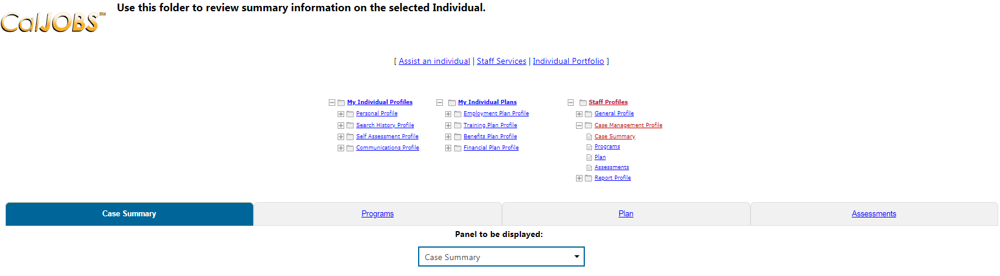 Use this folder to review summary information on the selected Individual.
CalJOBS SM
[ Assist an individual | Staff Services | Individual Portfolio ]
My Individual Profiles
Personal Profile
Search History Profile
Self Assessment Profile
Communications Profile
My Individual Plans
Employment Plan Profile
Training Plan Profile
Benefits Plan Profile
Financial Plan Profile
Staff Profiles
General Profile
Case Management Profile
Case Summary
Programs
Plan
Assessments
Report Profile
Case Summary Programs Plan Assessments
Panel to be displayed:
Case Summary